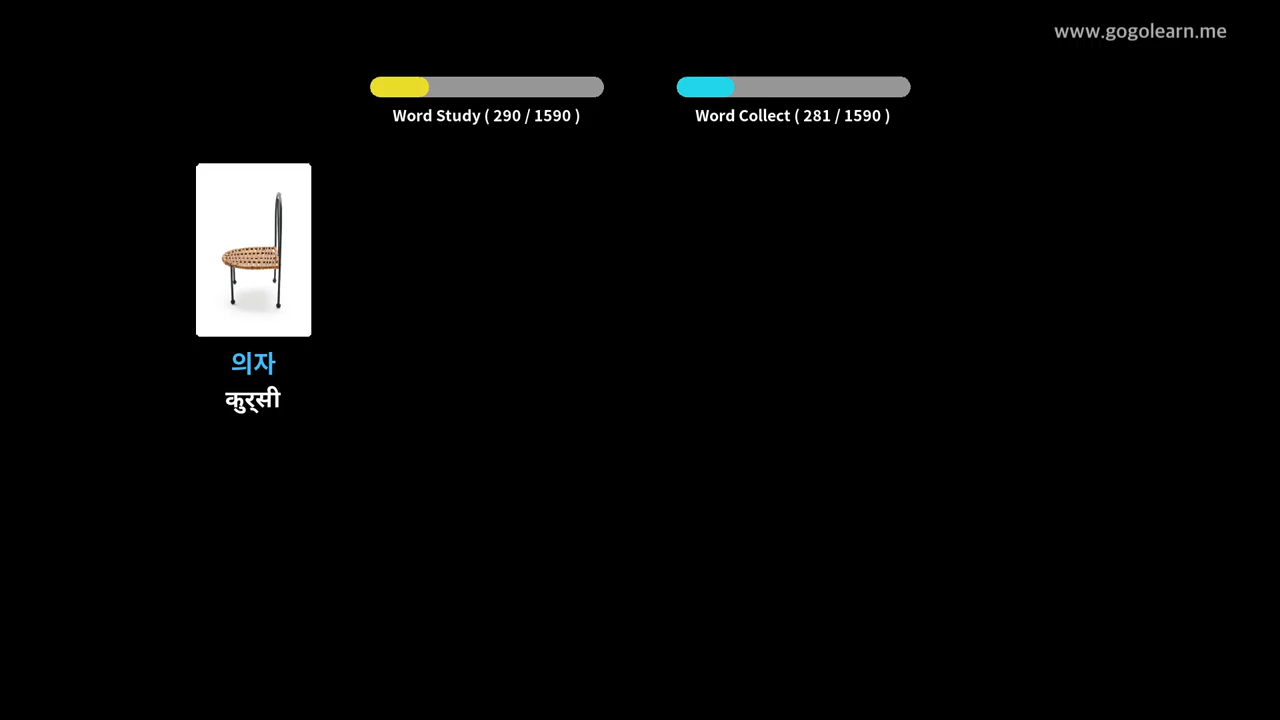 www.gogolearn.me
Word Study ( 290 / 1590 )
Word Collect ( 281 / 1590 )
의자
कुर्सी